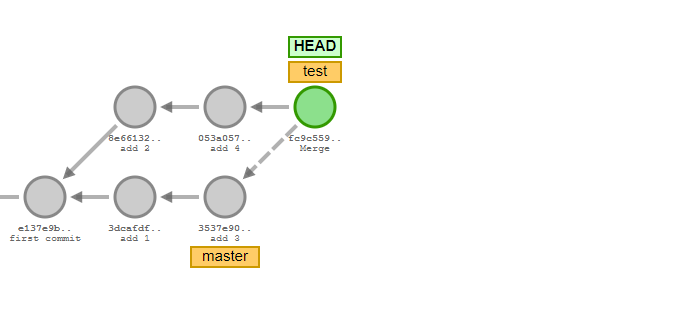 HEAD
test
8e66132..
add 2
053a057..
add 4
fc9c559..
Merge
e137e9b..
first commit
3dcafdf..
add 1
3537e90..
add 3
master